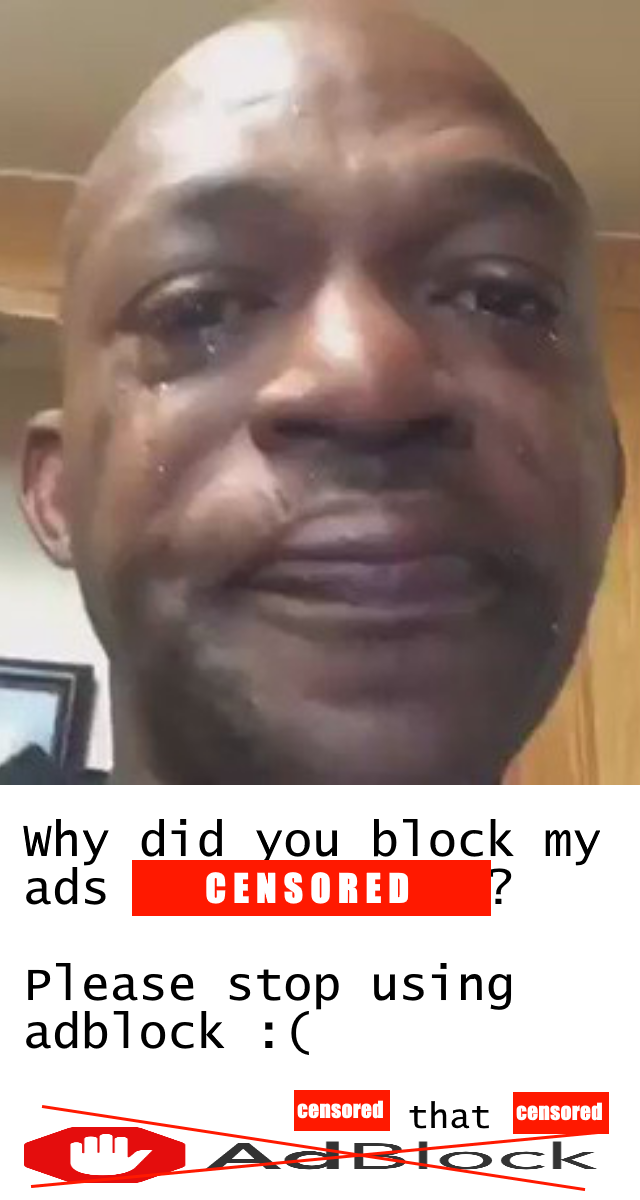 Why did you block my
ads CENSORED ?
Please stop using
adblock :(
censored that censored
AdBlock